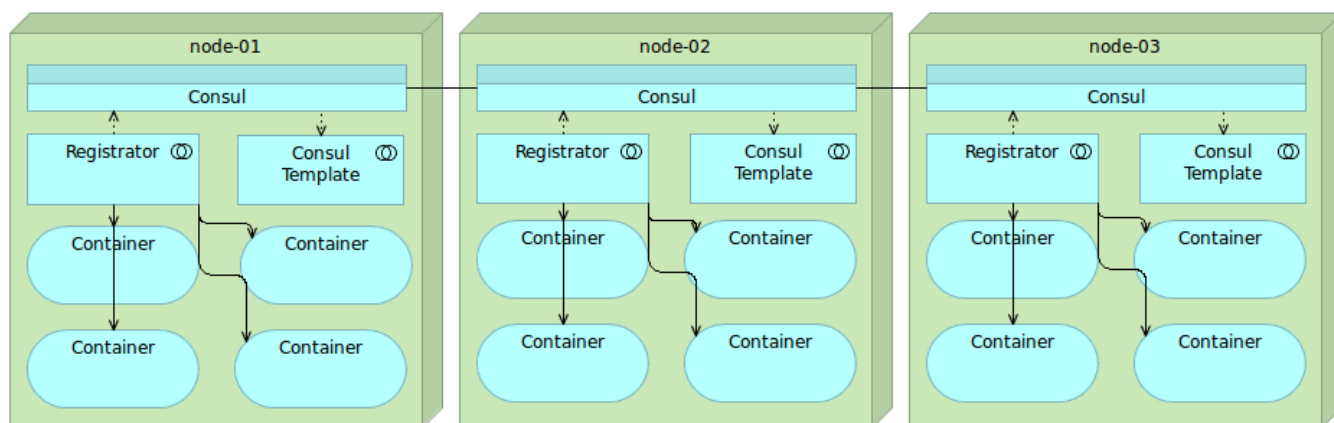 node-01
Consul
Registrator
Consul
Template
Container
Container
Container
Container
node-02
Consul
Registrator
Consul
Template
Container
Container
Container
Container
node-03
Consul
Registrator
Consul
Template
Container
Container
Container
Container